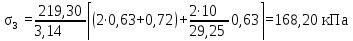 σ₃ = 219,30/3,14 [(2·0,63+0,72)+ 2·10/29,25 0,63]=168,20 кПа